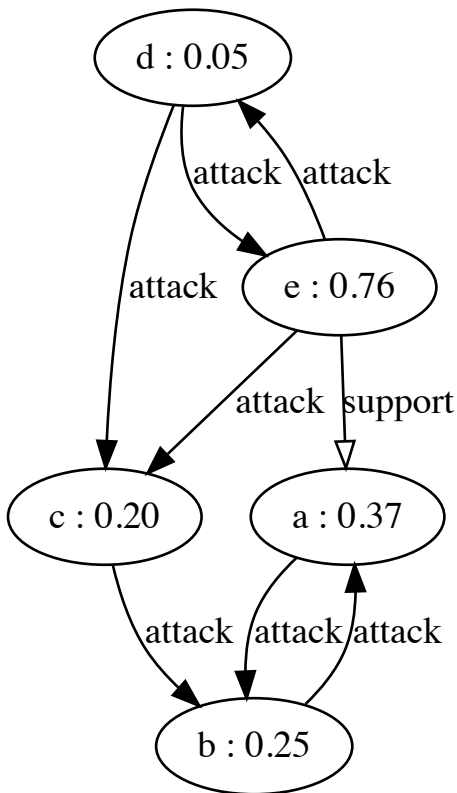 d : 0.05
attack attack
attack
e : 0.76
attack support
c : 0.20
a : 0.37
attack attack attack
b : 0.25